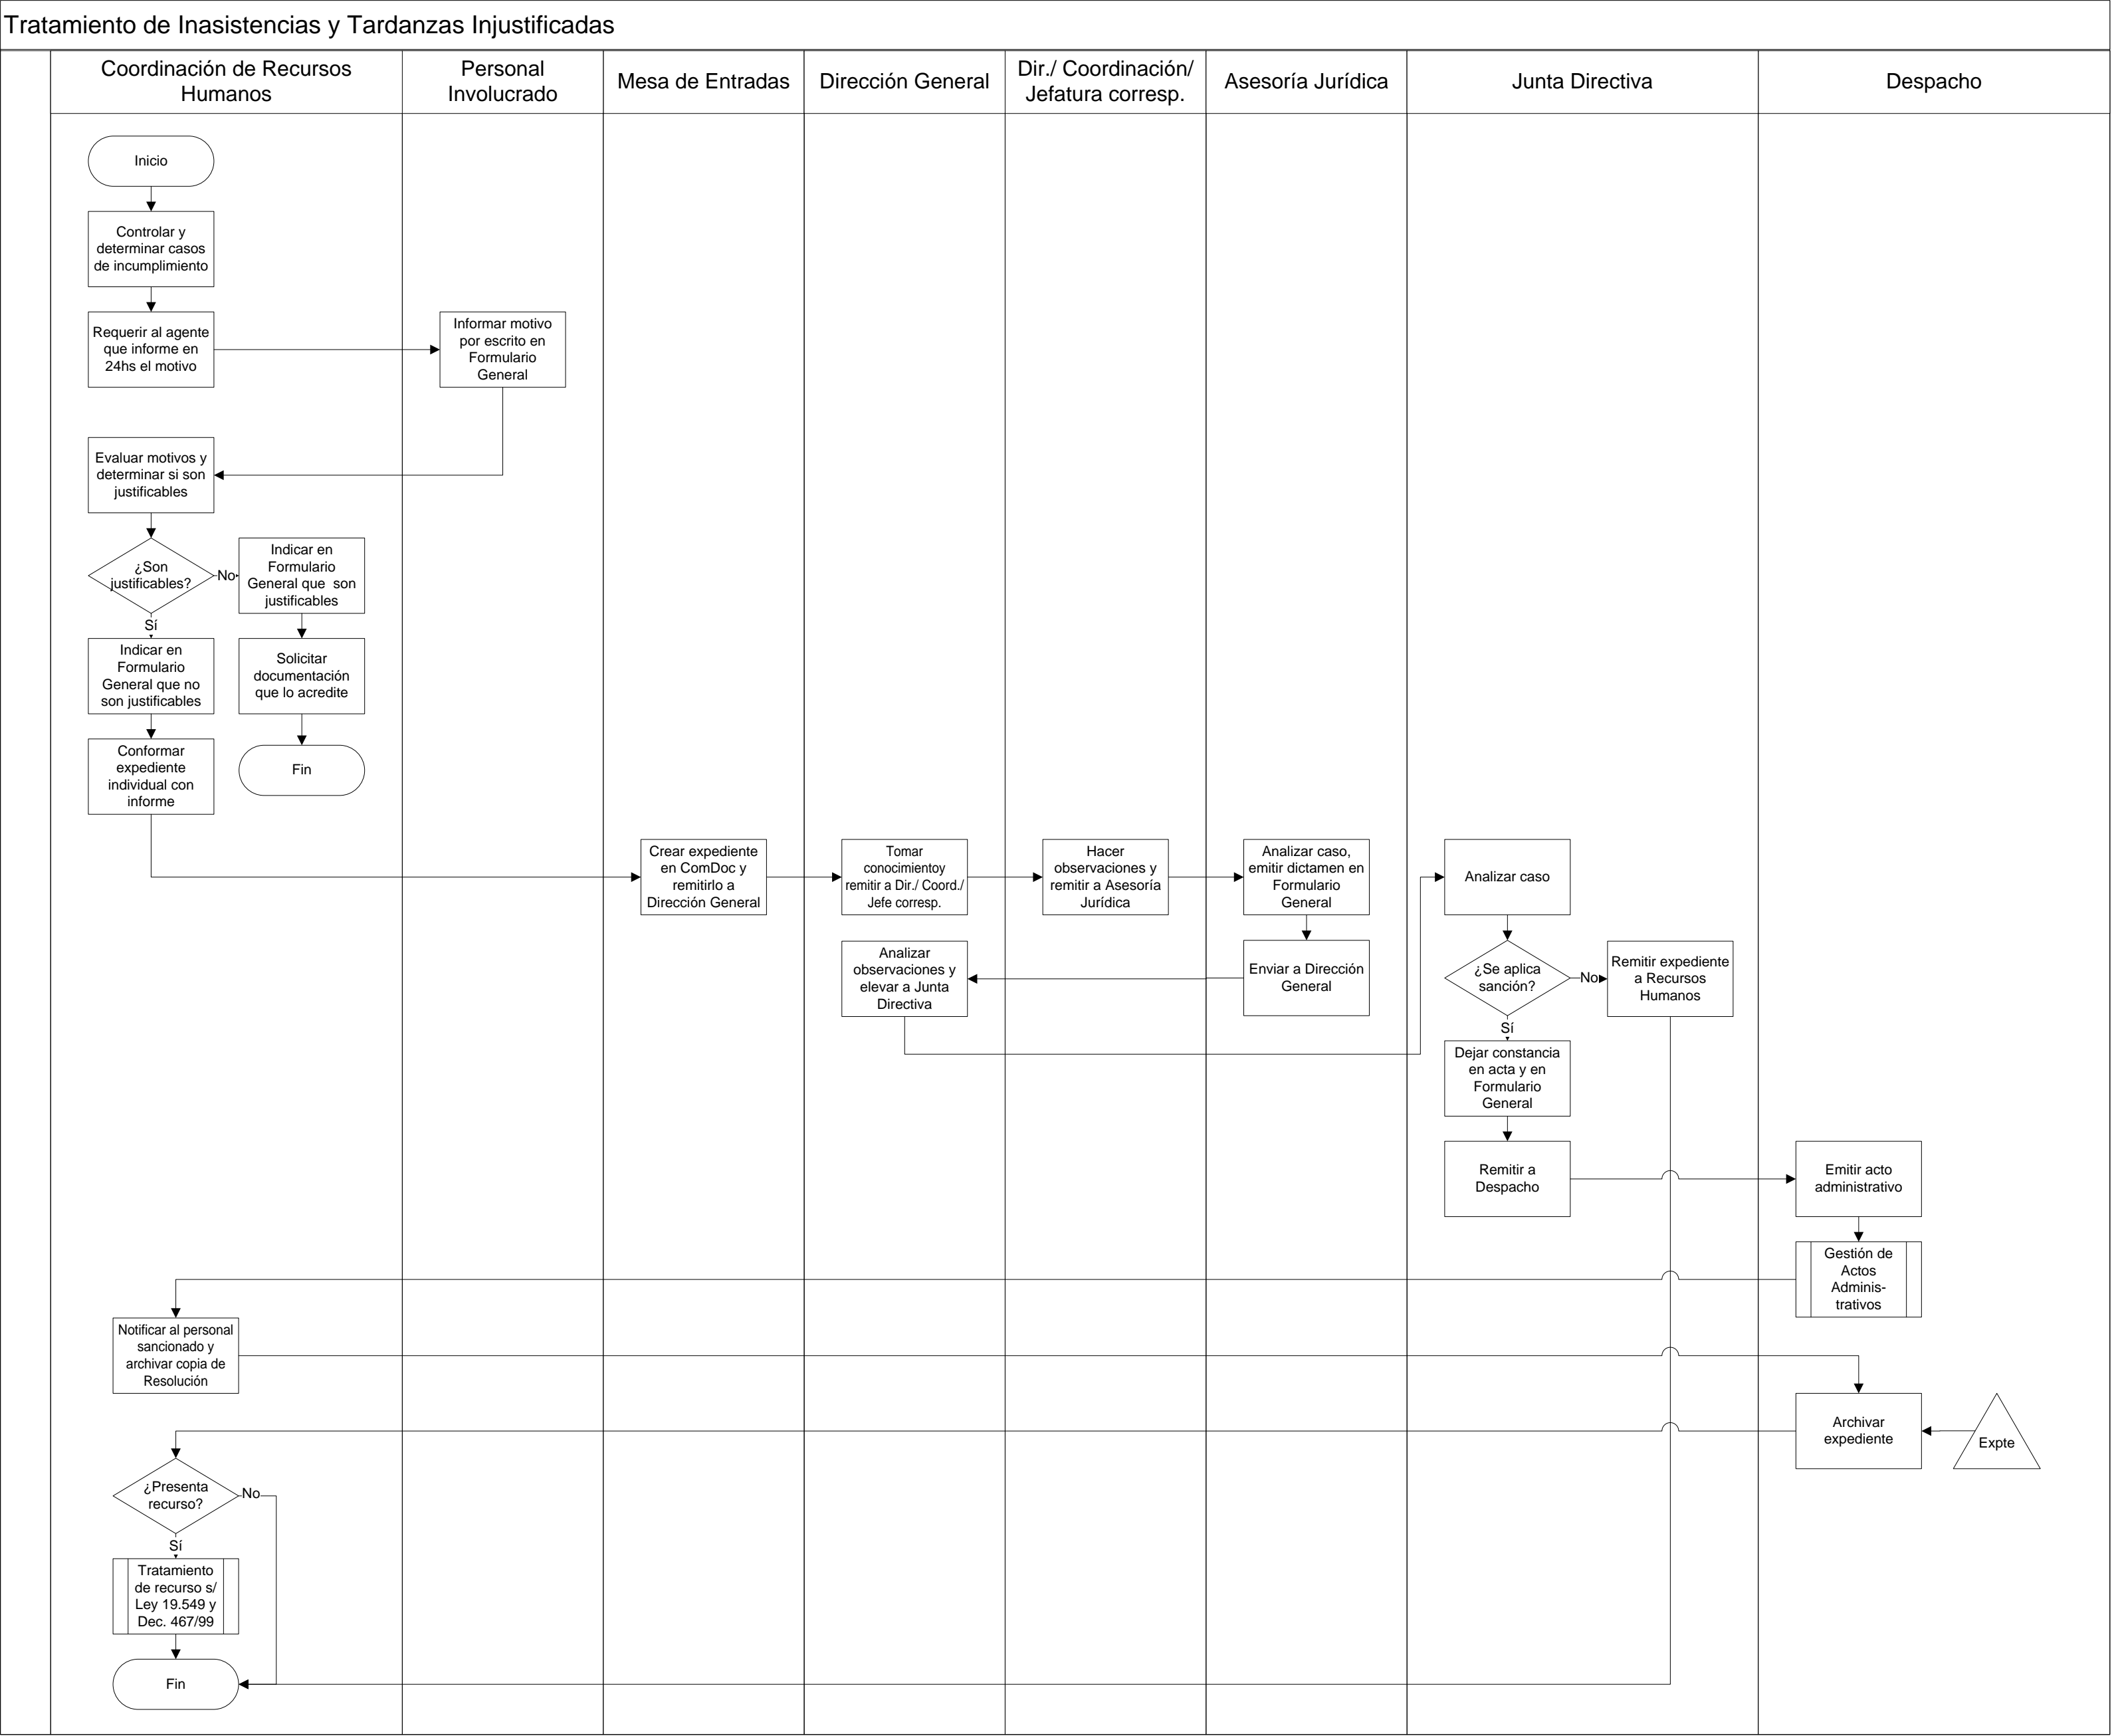 Tratamiento de Inasistencias y Tardanzas Injustificadas
Coordinación de Recursos
Humanos
Personal
Involucrado
Mesa de Entradas
Dirección General
Dir./ Coordinación/
Jefatura corresp.
Asesoría Jurídica
Junta Directiva
Despacho
Inicio
Controlar y
determinar casos
de incumplimiento
Requerir al agente
que informe en
24hs el motivo
Informar motivo
por escrito en
Formulario
General
Evaluar motivos y
determinar si son
justificables
¿Son
justificables?
No
Indicar en
Formulario
General que  son
justificables
Sí
Indicar en
Formulario
General que no
son justificables
Solicitar
documentación
que lo acredite
Conformar
expediente
individual con
informe
Fin
Crear expediente
en ComDoc y
remitirlo a
Dirección General
Tomar
conocimientoy
remitir a Dir./ Coord./
Jefe corresp.
Hacer
observaciones y
remitir a Asesoría
Jurídica
Analizar caso,
emitir dictamen en
Formulario
General
Analizar caso
Analizar
observaciones y
elevar a Junta
Directiva
Enviar a Dirección
General
¿Se aplica
sanción?
No
Remitir expediente
a Recursos
Humanos
Sí
Dejar constancia
en acta y en
Formulario
General
Remitir a
Despacho
Emitir acto
administrativo
Gestión de
Actos
Adminis-
trativos
Notificar al personal
sancionado y
archivar copia de
Resolución
Archivar
expediente
Expte
¿Presenta
recurso?
No
Sí
Tratamiento
de recurso s/
Ley 19.549 y
Dec. 467/99
Fin